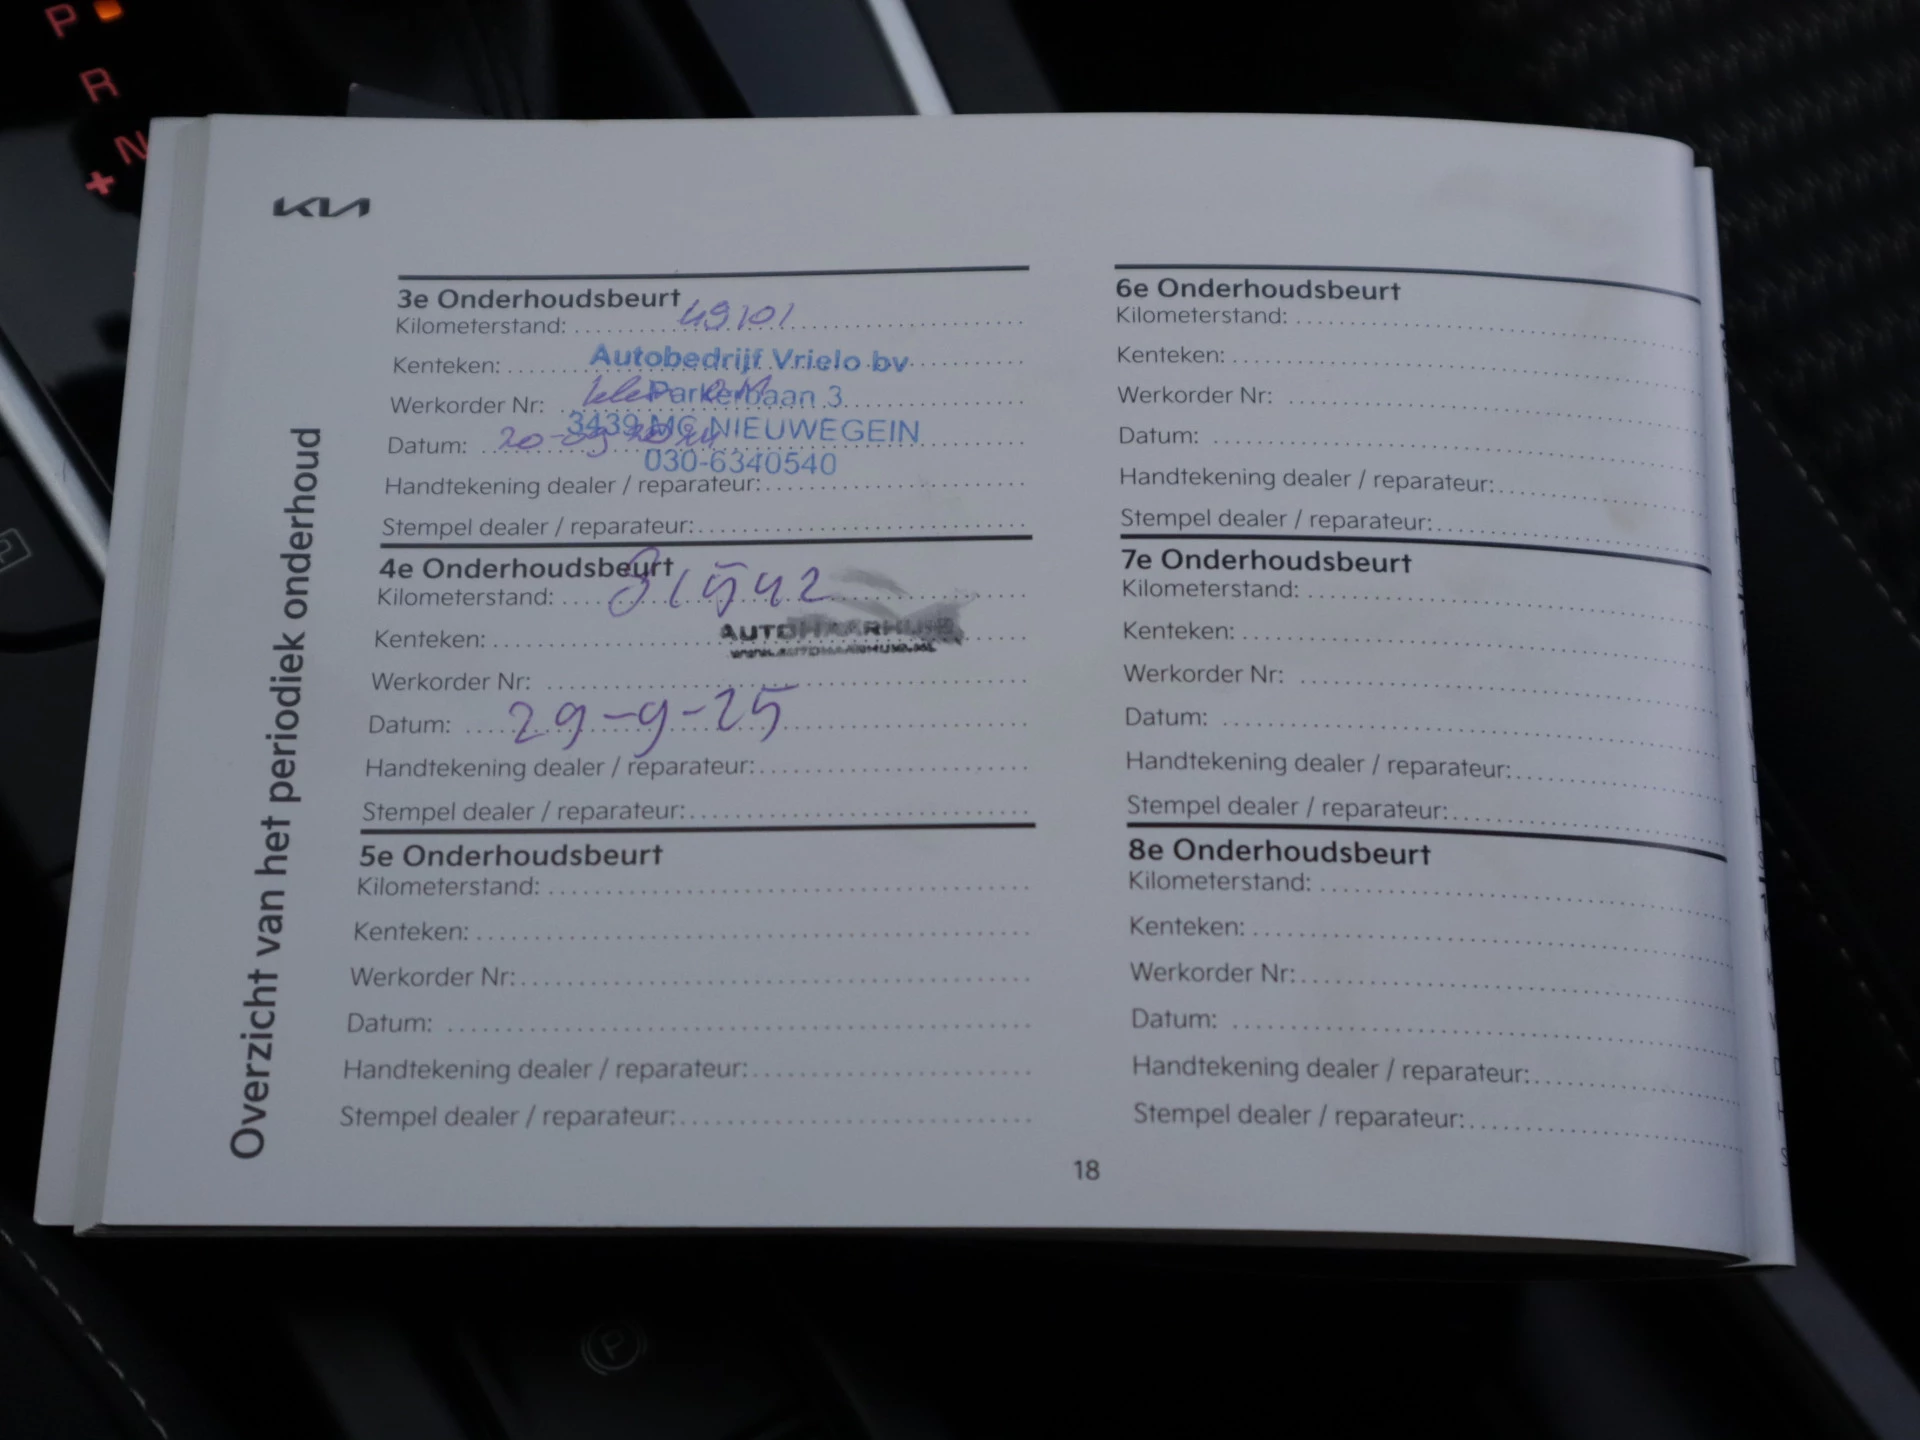 P
R
N
+
KIA
Overzicht van het periodiek onderhoud
3e Onderhoudsbeurt
Kilometerstand: 49101
Kenteken:
Autobedrijf Vrielo bv
Werkorder Nr:
Parkerbaan 3
Datum: 20-09-
3439 MC NIEUWEGEIN
030-6340540
Handtekening dealer / reparateur:
Stempel dealer / reparateur:
4e Onderhoudsbeurt
Kilometerstand: 81542
Kenteken:
AUTOHAARHUIS
Werkorder Nr:
Datum: 29-9-25
Handtekening dealer / reparateur:
Stempel dealer / reparateur:
5e Onderhoudsbeurt
Kilometerstand:
Kenteken:
Werkorder Nr:
Datum:
Handtekening dealer / reparateur:
Stempel dealer / reparateur:
6e Onderhoudsbeurt
Kilometerstand:
Kenteken:
Werkorder Nr:
Datum:
Handtekening dealer / reparateur:
Stempel dealer / reparateur:
7e Onderhoudsbeurt
Kilometerstand:
Kenteken:
Werkorder Nr:
Datum:
Handtekening dealer / reparateur:
Stempel dealer / reparateur:
8e Onderhoudsbeurt
Kilometerstand:
Kenteken:
Werkorder Nr:
Datum:
Handtekening dealer / reparateur:
Stempel dealer / reparateur:
18
P
P